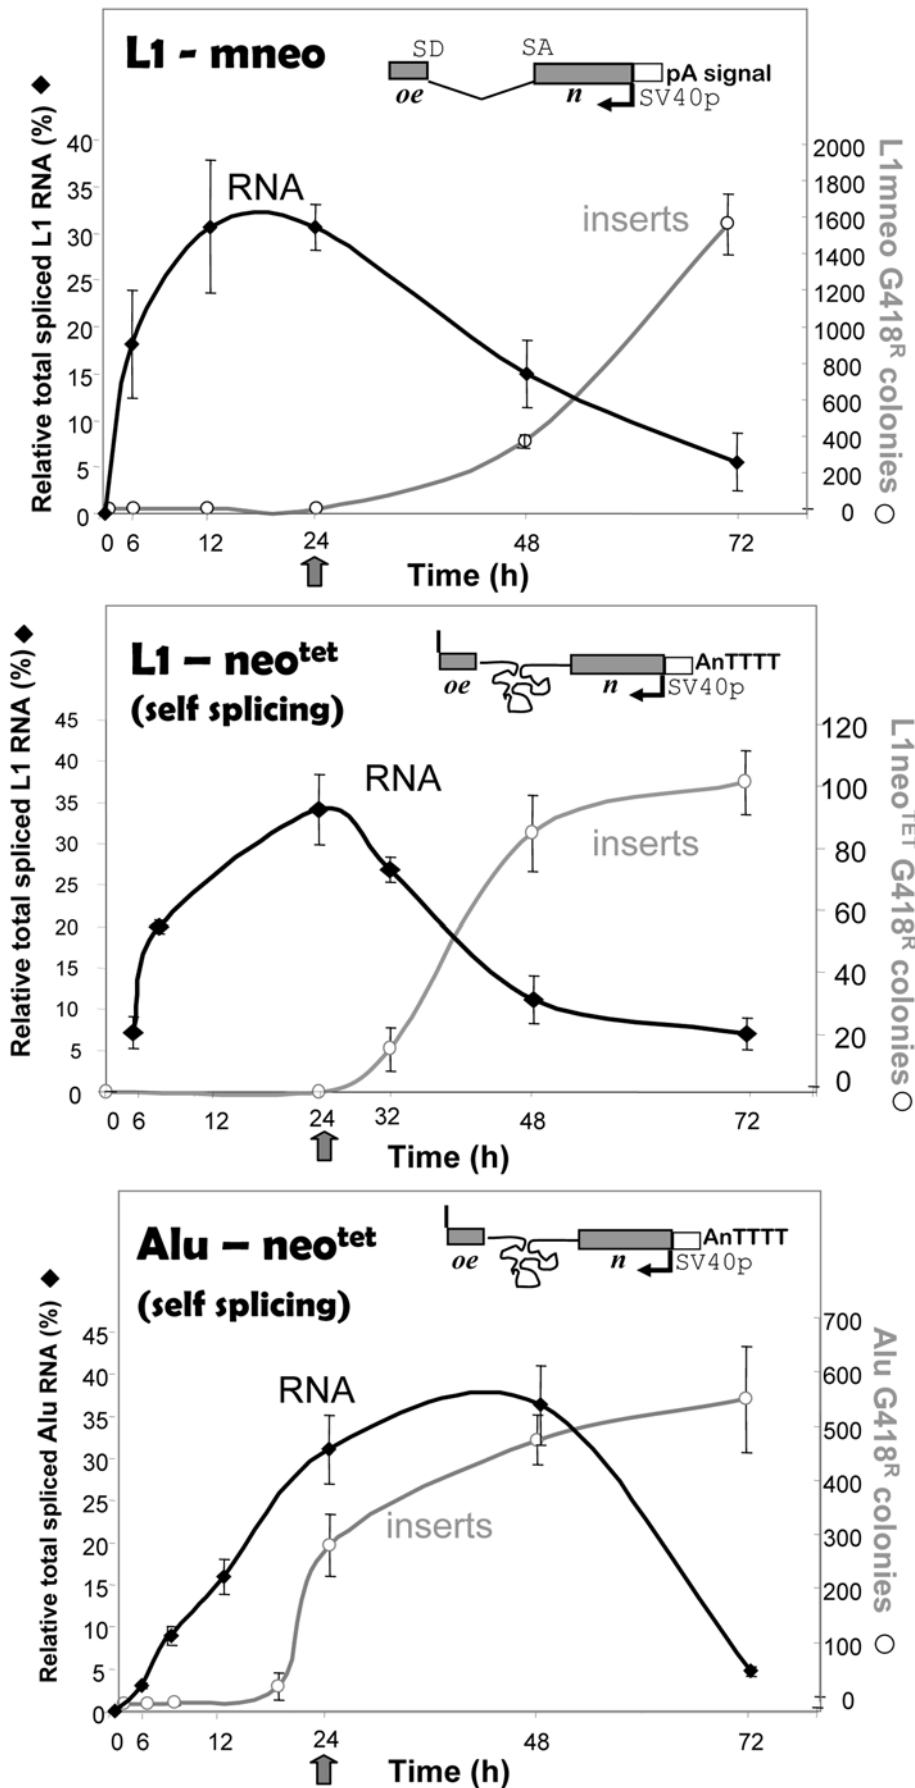 L1 - mneo
SD SA
oe n pA signal
SV40p
Relative total spliced L1 RNA (%)
40
35
30
25
20
15
10
5
0
RNA
inserts
2000
1800
1600
1400
1200
1000
800
600
400
200
0
L1mneo G418R colonies
0 6 12 24 48 72
Time (h)
L1 – neotet
(self splicing)
oe n AnTTTT
SV40p
Relative total spliced L1 RNA (%)
45
40
35
30
25
20
15
10
5
0
RNA
inserts
120
100
80
60
40
20
0
L1neoTET G418R colonies
0 6 12 24 32 48 72
Time (h)
Alu – neotet
(self splicing)
oe n AnTTTT
SV40p
Relative total spliced Alu RNA (%)
45
40
35
30
25
20
15
10
5
0
RNA
inserts
700
600
500
400
300
200
100
0
Alu G418R colonies
0 6 12 24 48 72
Time (h)